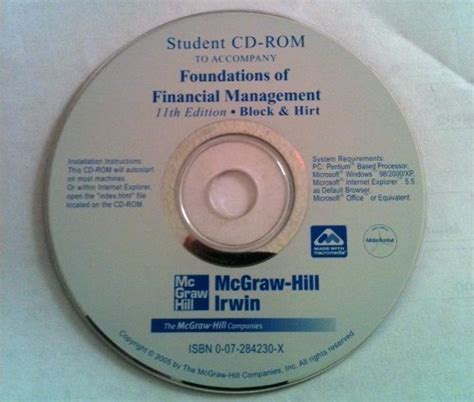 Student CD-ROM
TO ACCOMPANY
Foundations of
Financial Management
11th Edition • Block & Hirt
Installation Instructions:
This CD-ROM will autostart
on most machines.
Or within Internet Explorer,
open the "index.html" file
located on the CD-ROM.
System Requirements:
PC: Pentium® Based Processor,
Microsoft® Windows® 98/2000/XP,
Microsoft® Internet Explorer® 5.5
as Default Browser,
Microsoft® Office® or Equivalent.
MADE WITH
macromedia®
Adobe Acrobat
Mc
Graw
Hill
McGraw-Hill
Irwin
The McGraw-Hill Companies
ISBN 0-07-284230-X
Copyright © 2005 by The McGraw-Hill Companies, Inc. All rights reserved.